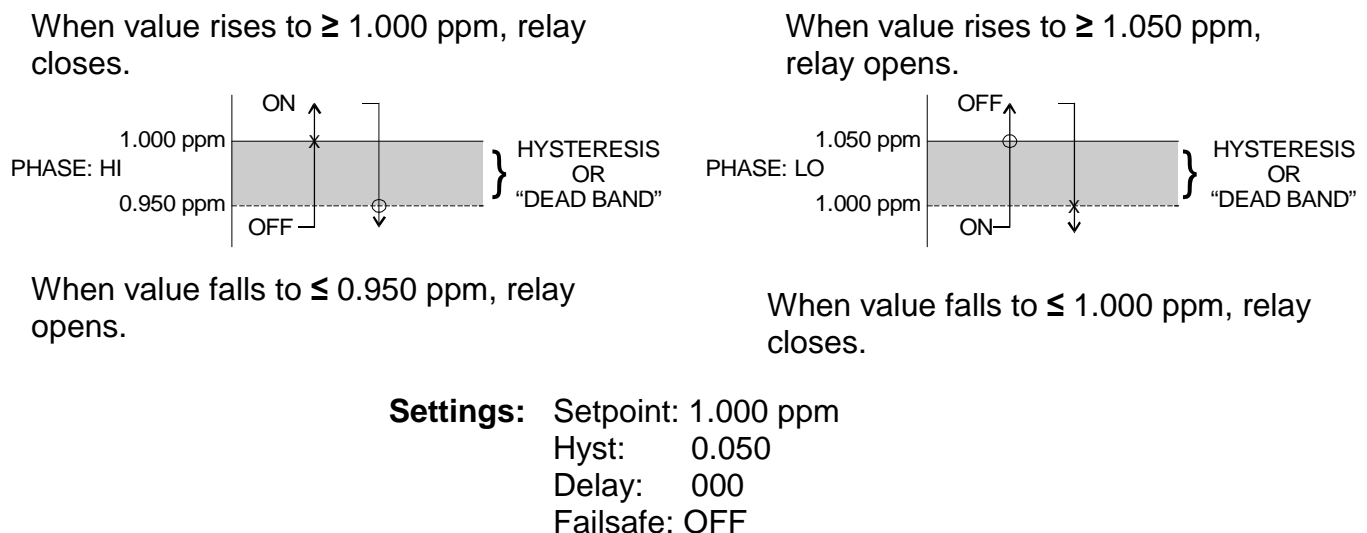 When value rises to ≥ 1.000 ppm, relay
closes.
ON
1.000 ppm
X
PHASE: HI
0.950 ppm
OFF
} HYSTERESIS
OR
“DEAD BAND”
When value falls to ≤ 0.950 ppm, relay
opens.
When value rises to ≥ 1.050 ppm,
relay opens.
OFF
1.050 ppm
PHASE: LO
1.000 ppm
X
ON
} HYSTERESIS
OR
“DEAD BAND”
When value falls to ≤ 1.000 ppm, relay
closes.
Settings: Setpoint: 1.000 ppm
Hyst: 0.050
Delay: 000
Failsafe: OFF